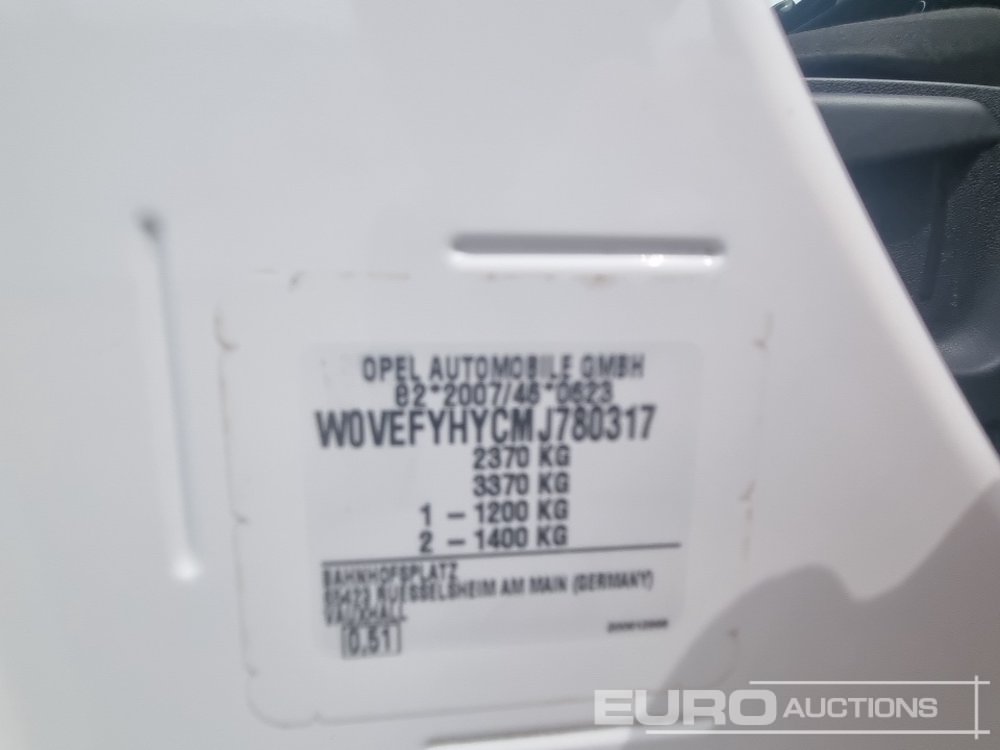 OPEL AUTOMOBILE GMBH
e2*2007/46*0623
W0VEFYHYCMJ780317
2370 KG
3370 KG
1 - 1200 KG
2 - 1400 KG
BAHNHOFSPLATZ
65423 RUESSELSHEIM AM MAIN (GERMANY)
VAUXHALL
0,51
EURO AUCTIONS